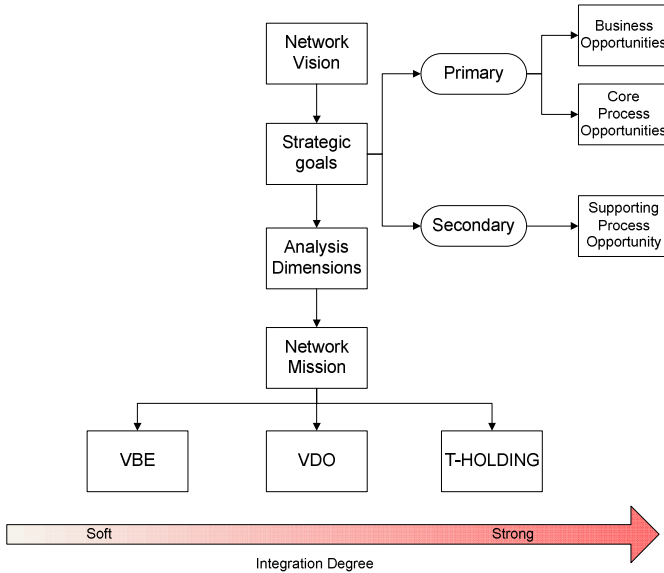 Network
Vision
Strategic
goals
Analysis
Dimensions
Network
Mission
Primary
Secondary
Business
Opportunities
Core
Process
Opportunities
Supporting
Process
Opportunity
VBE
VDO
T-HOLDING
Soft
Strong
Integration Degree